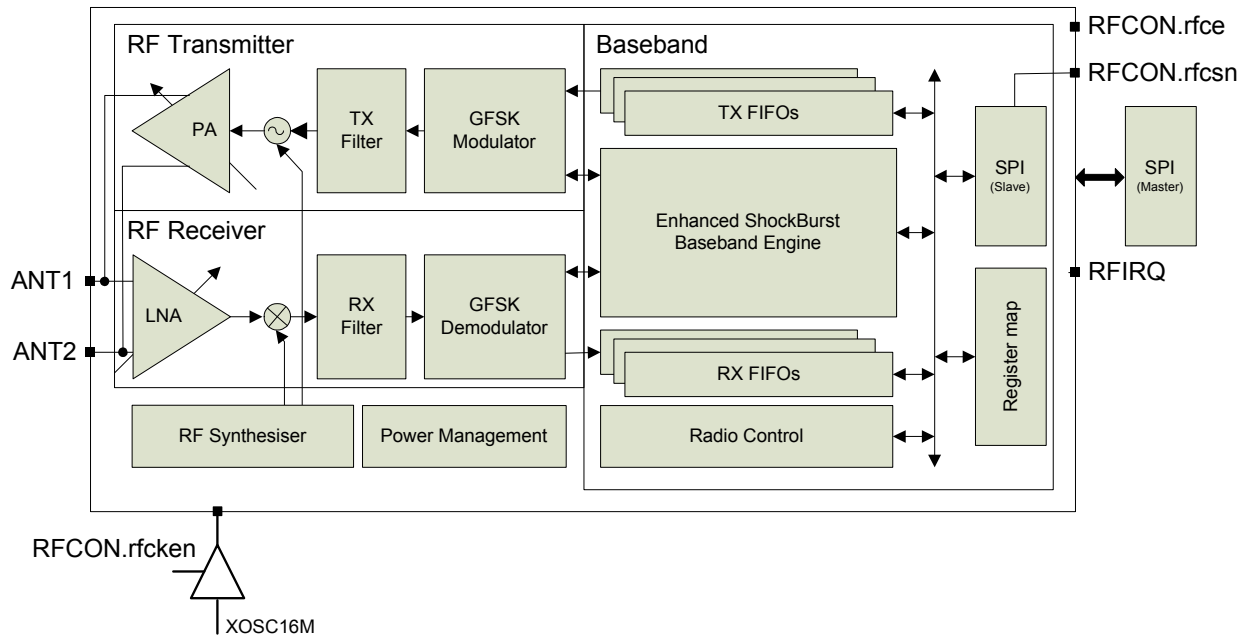 RF Transmitter
Baseband
RFCON.rfce
RFCON.rfcsn
PA
TX
Filter
GFSK
Modulator
TX FIFOs
SPI
(Slave)
SPI
(Master)
Enhanced ShockBurst
Baseband Engine
RF Receiver
ANT1
ANT2
LNA
RX
Filter
GFSK
Demodulator
RFIRQ
Register map
RX FIFOs
RF Synthesiser
Power Management
Radio Control
RFCON.rfcken
XOSC16M